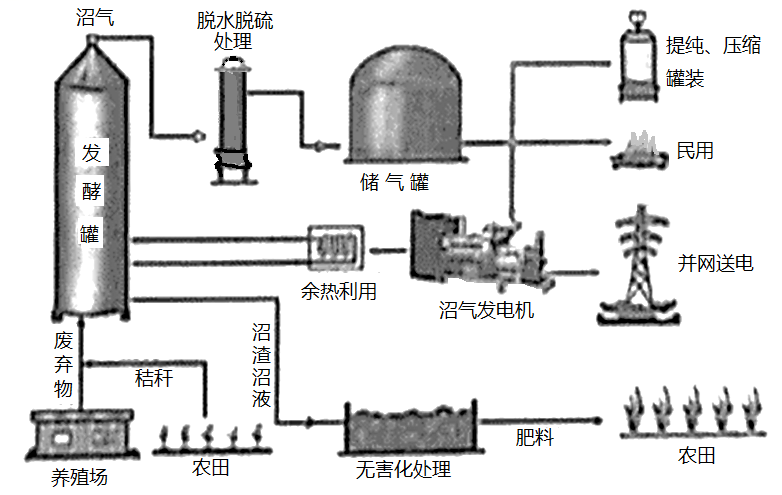 沼气
脱水脱硫
处理
提纯、压缩
罐装
发
酵
罐
储气罐
民用
余热利用
沼气发电机
并网送电
废
弃
物
秸秆
沼
渣
沼
液
养殖场
农田
无害化处理
肥料
农田